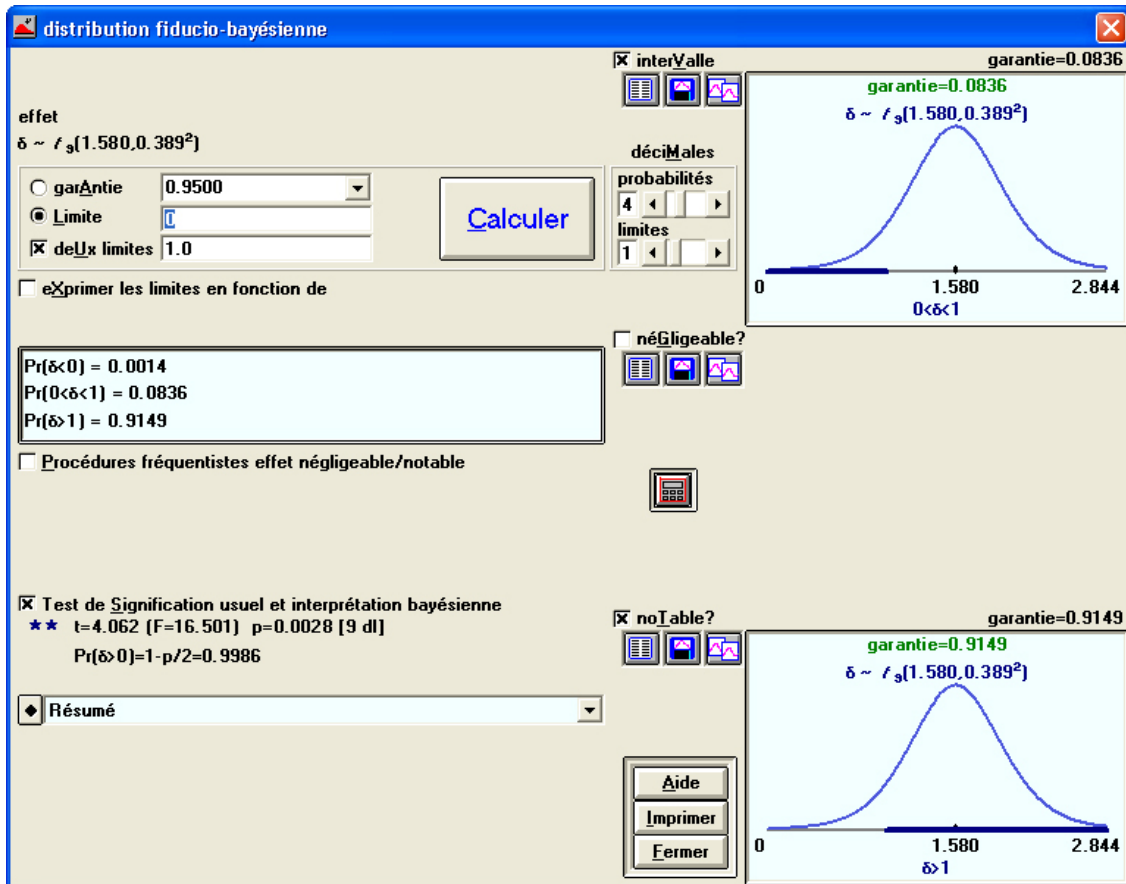 distribution fiducio-bayésienne
effet
δ ~ t₉(1.580,0.389²)
garAntie 0.9500
Limite 0
deUx limites 1.0
Calculer
eXprimer les limites en fonction de
Pr(δ<0) = 0.0014
Pr(0<δ<1) = 0.0836
Pr(δ>1) = 0.9149
Procédures fréquentistes effet négligeable/notable
Test de Signification usuel et interprétation bayésienne
** t=4.062 (F=16.501) p=0.0028 [9 dl]
Pr(δ>0)=1-p/2=0.9986
Résumé
interValle
garantie=0.0836
déciMales
probabilités
4
limites
1
garantie=0.0836
δ ~ t₉(1.580,0.389²)
0 1.580 2.844
0<δ<1
néGligeable?
noTable?
garantie=0.9149
garantie=0.9149
δ ~ t₉(1.580,0.389²)
0 1.580 2.844
δ>1
Aide
Imprimer
Fermer